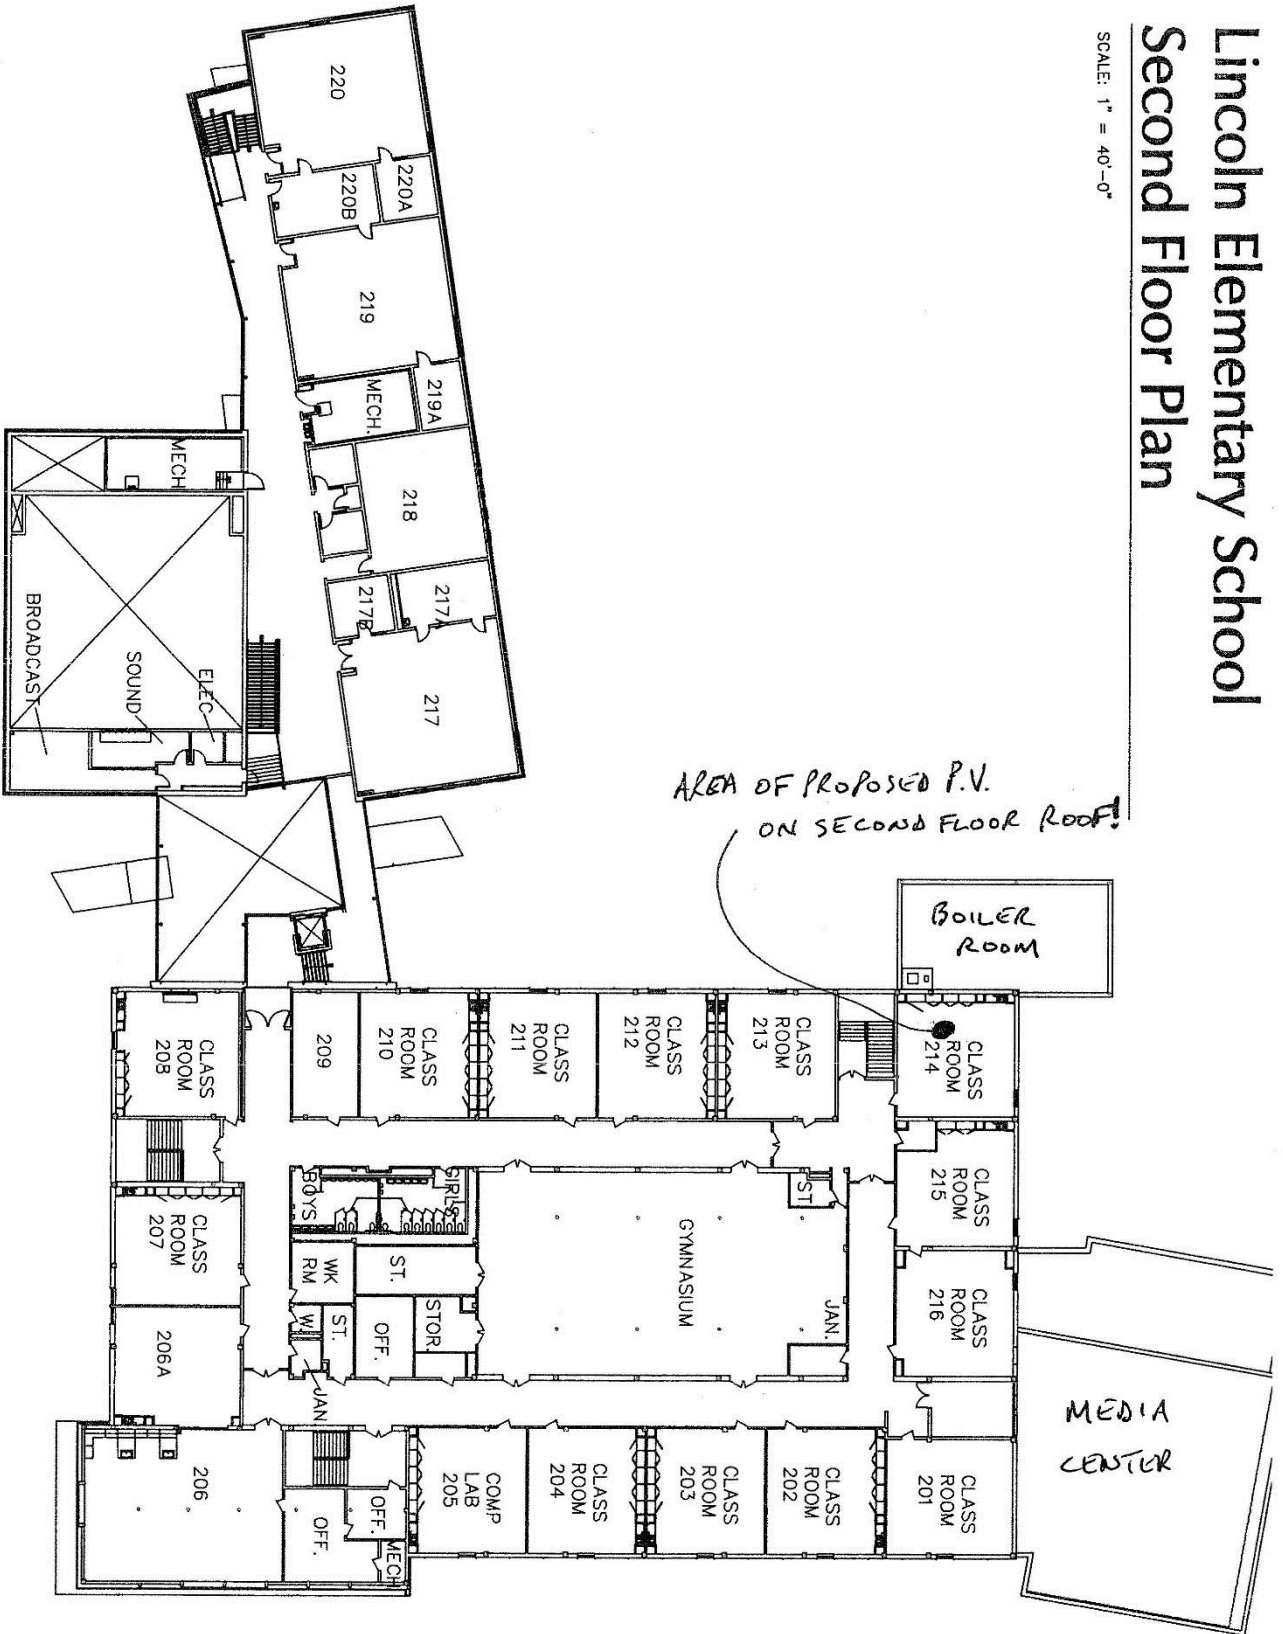 Lincoln Elementary School
Second Floor Plan
SCALE: 1" = 40'-0"
220
220A
220B
219
219A
MECH.
218
217A
217B
217
MECH
BROADCAST
SOUND
ELEC
AREA OF PROPOSED P.V.
ON SECOND FLOOR ROOF!
BOILER
ROOM
CLASS
ROOM
208
209
CLASS
ROOM
210
CLASS
ROOM
211
CLASS
ROOM
212
CLASS
ROOM
213
CLASS
ROOM
214
CLASS
ROOM
215
CLASS
ROOM
216
BOYS
GIRLS
ST
GYMNASIUM
JAN.
WK
RM
ST.
W.
ST.
OFF.
STOR.
JAN
CLASS
ROOM
207
206A
206
OFF.
OFF.
MECH
COMP
LAB
205
CLASS
ROOM
204
CLASS
ROOM
203
CLASS
ROOM
202
CLASS
ROOM
201
MEDIA
CENTER